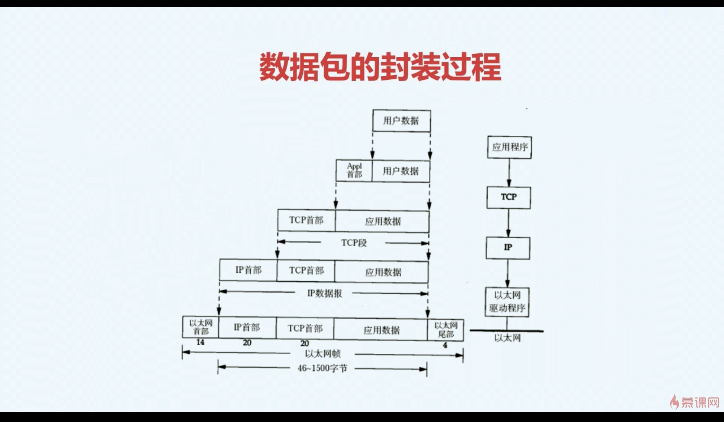 数据包的封装过程
用户数据
Appl
首部
用户数据
TCP首部
应用数据
TCP段
IP首部
TCP首部
应用数据
IP数据报
以太网
首部
IP首部
TCP首部
应用数据
以太网
尾部
14
20
20
4
以太网帧
46~1500字节
应用程序
TCP
IP
以太网
驱动程序
以太网
慕课网